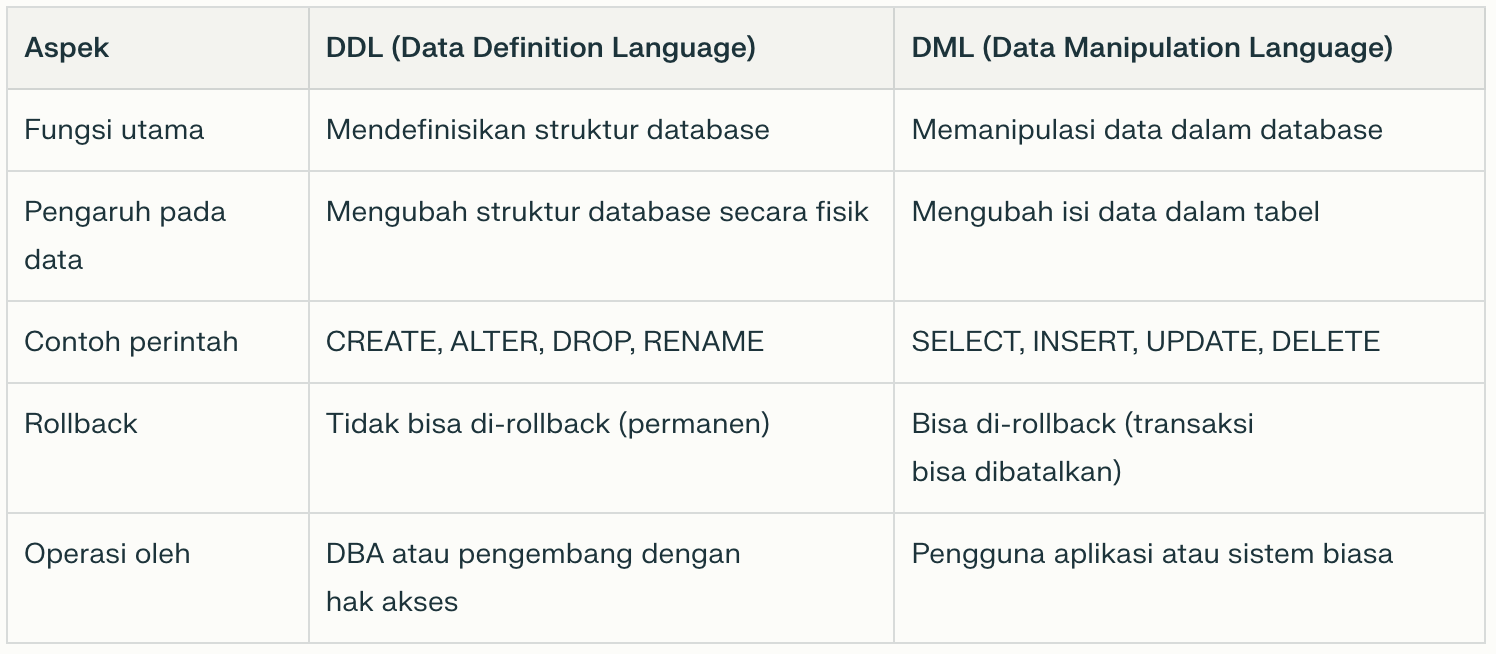 Aspek
DDL (Data Definition Language)
DML (Data Manipulation Language)
Fungsi utama
Mendefinisikan struktur database
Memanipulasi data dalam database
Pengaruh pada
data
Mengubah struktur database secara fisik
Mengubah isi data dalam tabel
Contoh perintah
CREATE, ALTER, DROP, RENAME
SELECT, INSERT, UPDATE, DELETE
Rollback
Tidak bisa di-rollback (permanen)
Bisa di-rollback (transaksi
bisa dibatalkan)
Operasi oleh
DBA atau pengembang dengan
hak akses
Pengguna aplikasi atau sistem biasa